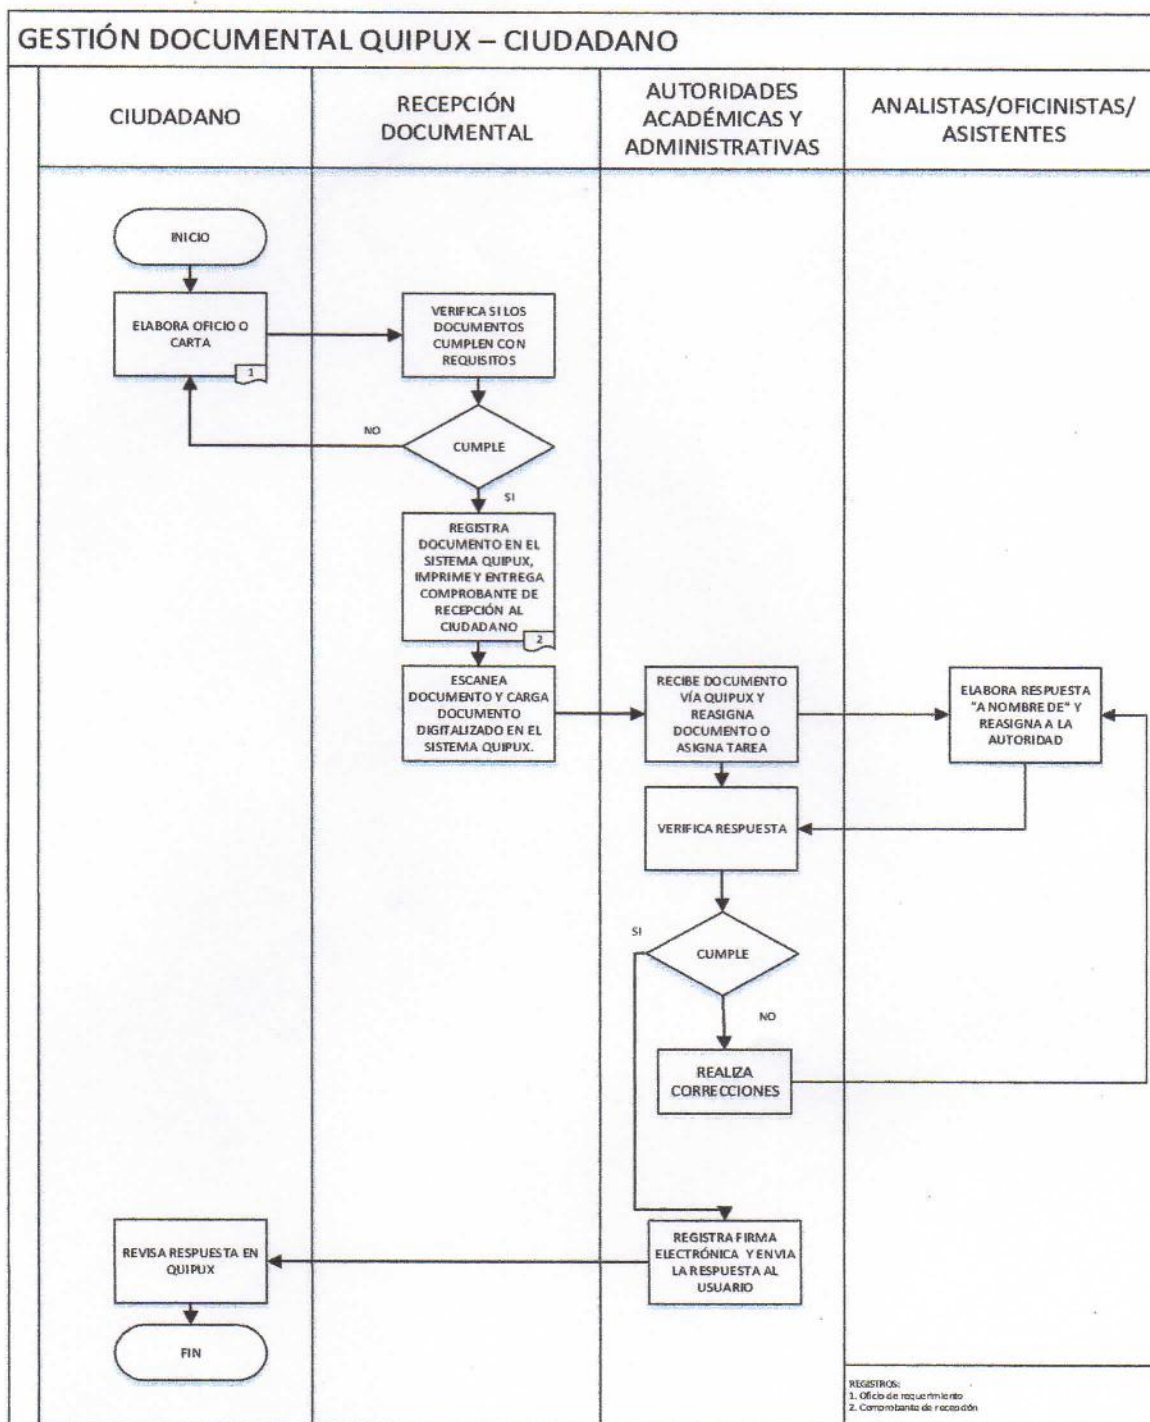 GESTIÓN DOCUMENTAL QUIPUX – CIUDADANO
CIUDADANO
RECEPCIÓN
DOCUMENTAL
AUTORIDADES
ACADÉMICAS Y
ADMINISTRATIVAS
ANALISTAS/OFICINISTAS/
ASISTENTES
INICIO
ELABORA OFICIO O
CARTA
1
VERIFICA SI LOS
DOCUMENTOS
CUMPLEN CON
REQUISITOS
NO
CUMPLE
SI
REGISTRA
DOCUMENTO EN EL
SISTEMA QUIPUX,
IMPRIME Y ENTREGA
COMPROBANTE DE
RECEPCIÓN AL
CIUDADANO
2
ESCANEA
DOCUMENTO Y CARGA
DOCUMENTO
DIGITALIZADO EN EL
SISTEMA QUIPUX.
RECIBE DOCUMENTO
VÍA QUIPUX Y
REASIGNA
DOCUMENTO O
ASIGNA TAREA
ELABORA RESPUESTA
"A NOMBRE DE" Y
REASIGNA A LA
AUTORIDAD
VERIFICA RESPUESTA
SI
CUMPLE
NO
REALIZA
CORRECCIONES
REGISTRA FIRMA
ELECTRÓNICA Y ENVIA
LA RESPUESTA AL
USUARIO
REVISA RESPUESTA EN
QUIPUX
FIN
REGISTROS:
1. Oficio de requerimiento
2. Comprobante de recepción